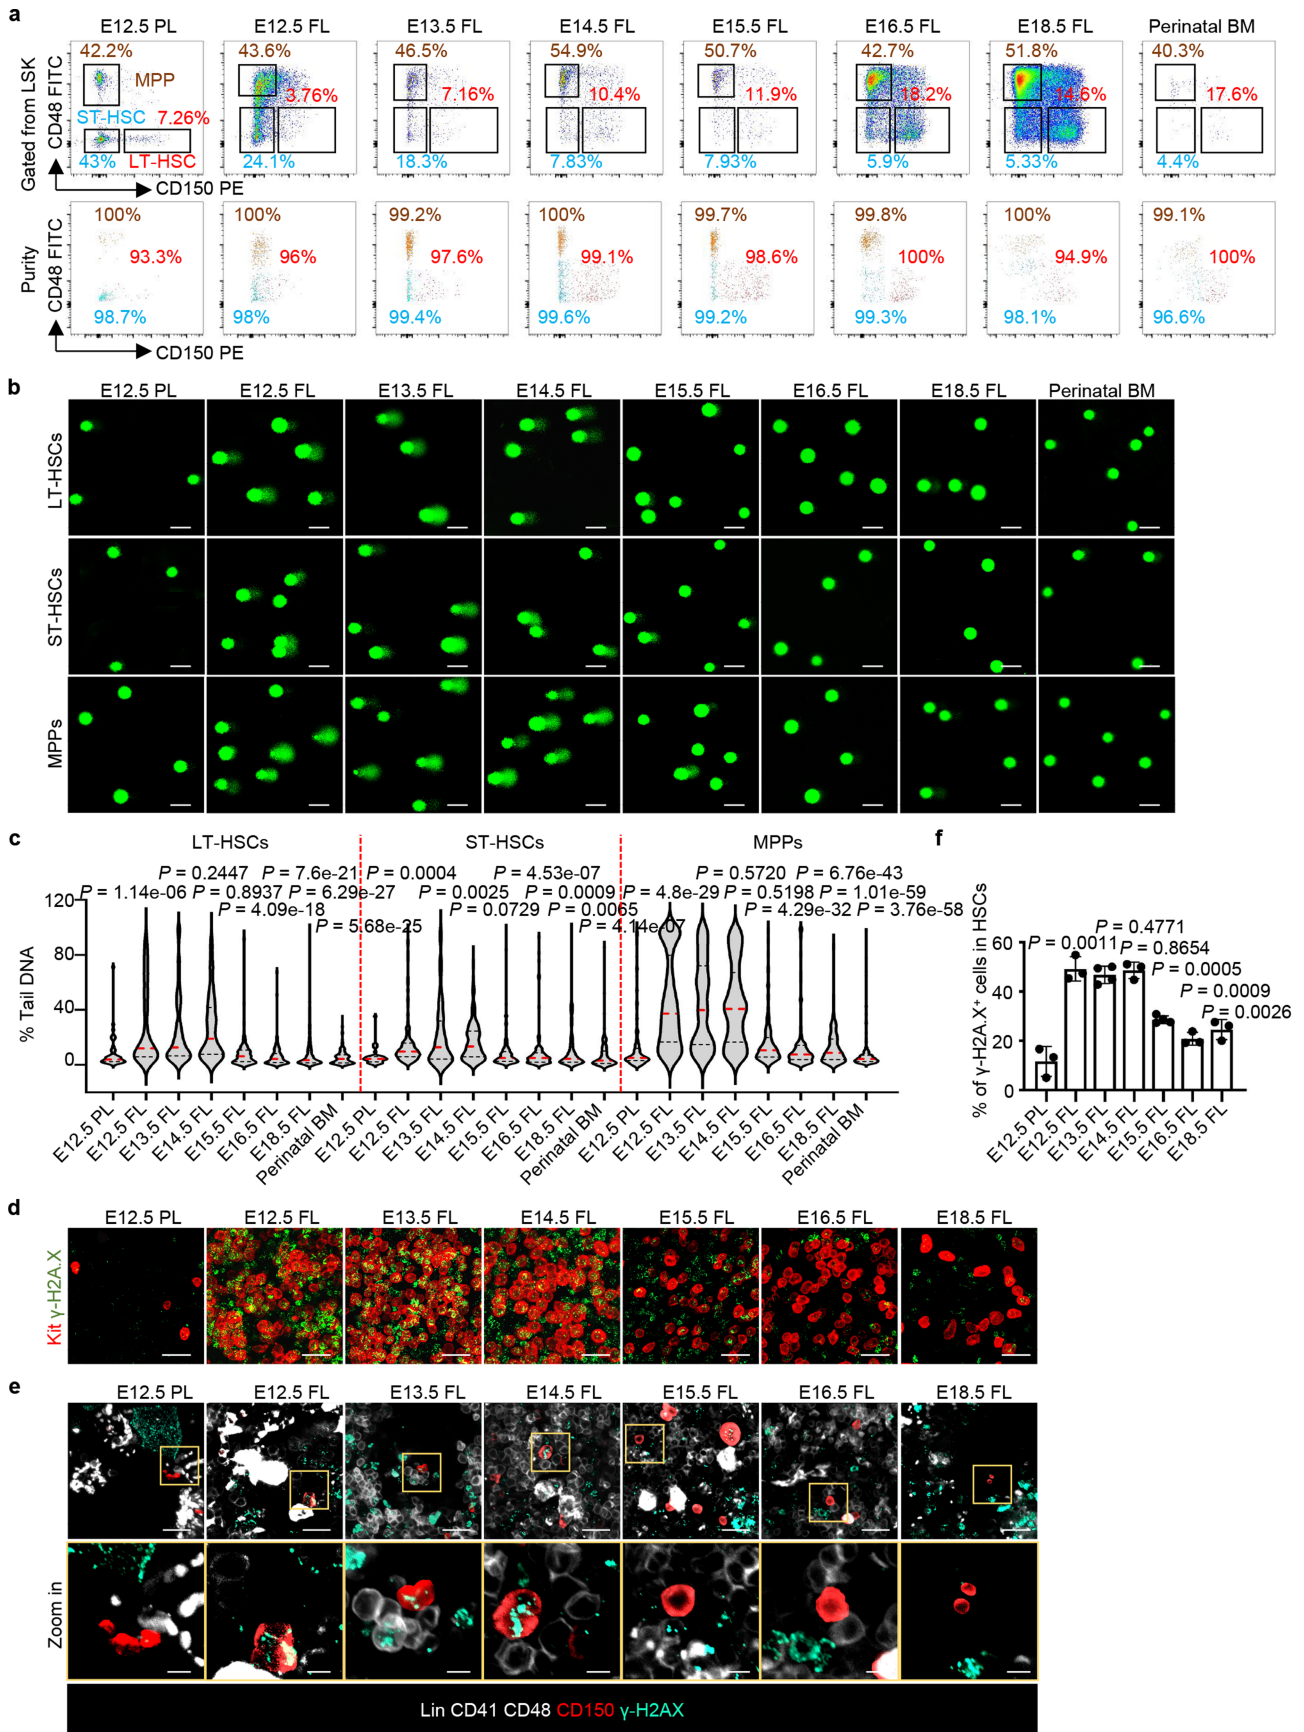 a
E12.5 PL E12.5 FL E13.5 FL E14.5 FL E15.5 FL E16.5 FL E18.5 FL Perinatal BM
Gated from LSK
CD48 FITC
42.2% 43.6% 46.5% 54.9% 50.7% 42.7% 51.8% 40.3%
MPP
ST-HSC 7.26% 3.76% 7.16% 10.4% 11.9% 18.2% 14.6% 17.6%
43% LT-HSC 24.1% 18.3% 7.83% 7.93% 5.9% 5.33% 4.4%
CD150 PE
Purity
CD48 FITC
100% 100% 99.2% 100% 99.7% 99.8% 100% 99.1%
93.3% 96% 97.6% 99.1% 98.6% 100% 94.9% 100%
98.7% 98% 99.4% 99.6% 99.2% 99.3% 98.1% 96.6%
CD150 PE
b
E12.5 PL E12.5 FL E13.5 FL E14.5 FL E15.5 FL E16.5 FL E18.5 FL Perinatal BM
LT-HSCs
ST-HSCs
MPPs
c
LT-HSCs ST-HSCs MPPs
P = 0.2447 P = 7.6e-21 P = 0.0004 P = 4.53e-07 P = 0.5720 P = 6.76e-43
P = 1.14e-06 P = 0.8937 P = 6.29e-27 P = 0.0025 P = 0.0009 P = 4.8e-29 P = 0.5198 P = 1.01e-59
P = 4.09e-18 P = 0.0729 P = 0.0065 P = 4.29e-32 P = 3.76e-58
P = 5.68e-25 P = 4.14e-07
% Tail DNA
120
80
40
0
E12.5 PL E12.5 FL E13.5 FL E14.5 FL E15.5 FL E16.5 FL E18.5 FL Perinatal BM E12.5 PL E12.5 FL E13.5 FL E14.5 FL E15.5 FL E16.5 FL E18.5 FL Perinatal BM E12.5 PL E12.5 FL E13.5 FL E14.5 FL E15.5 FL E16.5 FL E18.5 FL Perinatal BM
f
% of γ-H2A.X⁺ cells in HSCs
P = 0.4771
P = 0.0011 P = 0.8654
P = 0.0005
P = 0.0009
P = 0.0026
60
40
20
0
E12.5 PL E12.5 FL E13.5 FL E14.5 FL E15.5 FL E16.5 FL E18.5 FL
d
E12.5 PL E12.5 FL E13.5 FL E14.5 FL E15.5 FL E16.5 FL E18.5 FL
Kit γ-H2A.X
e
E12.5 PL E12.5 FL E13.5 FL E14.5 FL E15.5 FL E16.5 FL E18.5 FL
Zoom in
Lin CD41 CD48 CD150 γ-H2AX